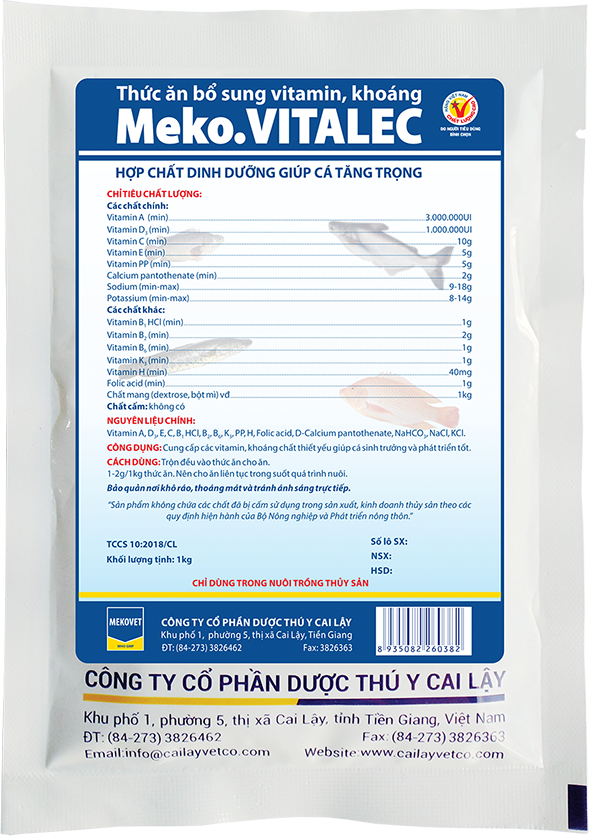 Thức ăn bổ sung vitamin, khoáng
Meko.VITALEC
HÀNG VIỆT NAM
CHẤT LƯỢNG CAO
DO NGƯỜI TIÊU DÙNG
BÌNH CHỌN
HỢP CHẤT DINH DƯỠNG GIÚP CÁ TĂNG TRỌNG
CHỈ TIÊU CHẤT LƯỢNG:
Các chất chính:
Vitamin A (min) 3.000.000UI
Vitamin D3 (min) 1.000.000UI
Vitamin C (min) 10g
Vitamin E (min) 5g
Vitamin PP (min) 5g
Calcium pantothenate (min) 2g
Sodium (min-max) 9-18g
Potassium (min-max) 8-14g
Các chất khác:
Vitamin B1 HCl (min) 1g
Vitamin B2 (min) 2g
Vitamin B6 (min) 1g
Vitamin K3 (min) 1g
Vitamin H (min) 40mg
Folic acid (min) 1g
Chất mang (dextrose, bột mì) vđ 1kg
Chất cấm: không có
NGUYÊN LIỆU CHÍNH:
Vitamin A, D3, E, C, B1 HCl, B2, B6, K3, PP, H, Folic acid, D-Calcium pantothenate, NaHCO3, NaCl, KCl.
CÔNG DỤNG: Cung cấp các vitamin, khoáng chất thiết yếu giúp cá sinh trưởng và phát triển tốt.
CÁCH DÙNG: Trộn đều vào thức ăn cho ăn.
1-2g/1kg thức ăn. Nên cho ăn liên tục trong suốt quá trình nuôi.
Bảo quản nơi khô ráo, thoáng mát và tránh ánh sáng trực tiếp.
"Sản phẩm không chứa các chất đã bị cấm sử dụng trong sản xuất, kinh doanh thủy sản theo các
quy định hiện hành của Bộ Nông nghiệp và Phát triển nông thôn."
TCCS 10:2018/CL
Khối lượng tịnh: 1kg
Số lô SX:
NSX:
HSD:
CHỈ DÙNG TRONG NUÔI TRỒNG THỦY SẢN
MEKOVET
WHO GMP
CÔNG TY CỔ PHẦN DƯỢC THÚ Y CAI LẬY
Khu phố 1, phường 5, thị xã Cai Lậy, Tiền Giang
ĐT: (84-273) 3826462 Fax: 3826363
8 935082 260382
CÔNG TY CỔ PHẦN DƯỢC THÚ Y CAI LẬY
Khu phố 1, phường 5, thị xã Cai Lậy, tỉnh Tiền Giang, Việt Nam
ĐT: (84-273) 3826462 Fax: (84-273) 3826363
Email:info@cailayvetco.com Website:www.cailayvetco.com